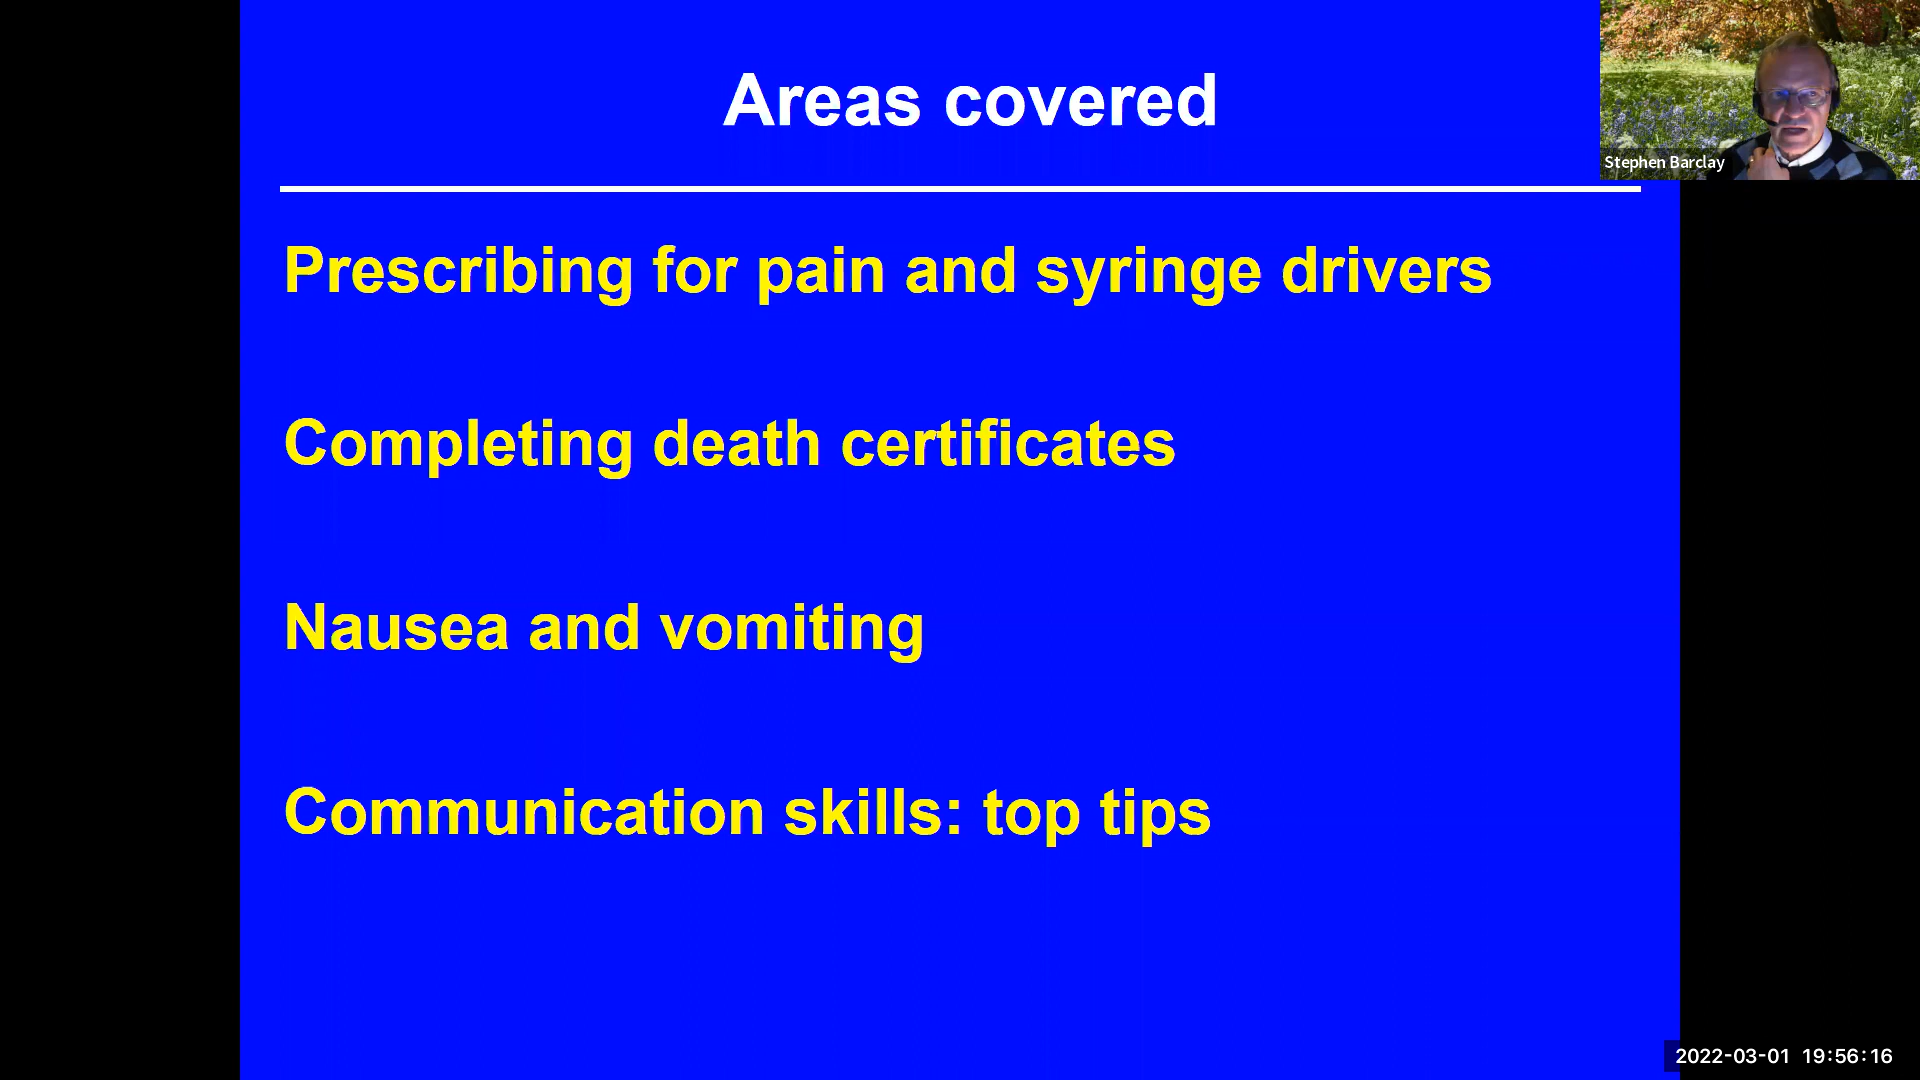 Areas covered
Stephen Barclay
Prescribing for pain and syringe drivers
Completing death certificates
Nausea and vomiting
Communication skills: top tips
2022-03-01 19:56:16